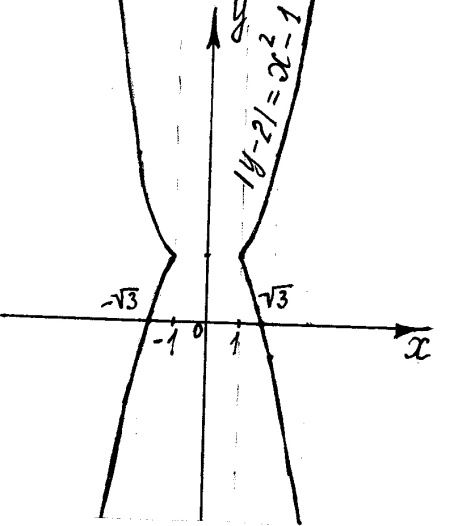 y
|y-2| = x²-1
-√3
√3
-1
0
1
x